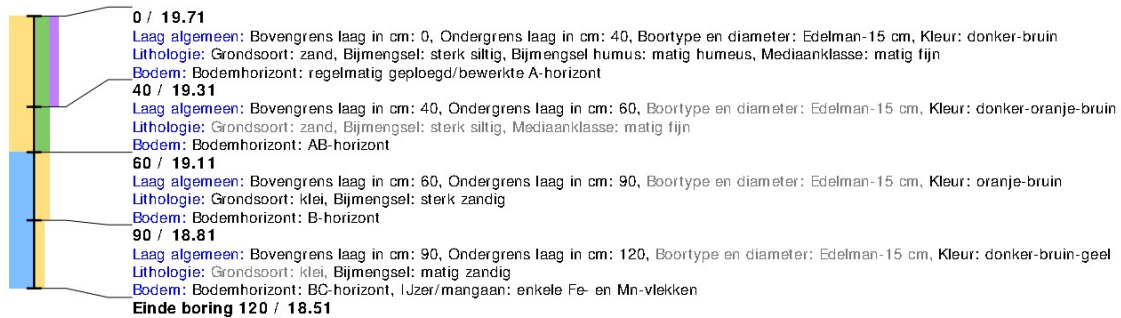 0 / 19.71
Laag algemeen: Bovengrens laag in cm: 0, Ondergrens laag in cm: 40, Boortype en diameter: Edelman-15 cm, Kleur: donker-bruin
Lithologie: Grondsoort: zand, Bijmengsel: sterk siltig, Bijmengsel humus: matig humeus, Mediaanklasse: matig fijn
Bodem: Bodemhorizont: regelmatig geploegd/bewerkte A-horizont
40 / 19.31
Laag algemeen: Bovengrens laag in cm: 40, Ondergrens laag in cm: 60, Boortype en diameter: Edelman-15 cm, Kleur: donker-oranje-bruin
Lithologie: Grondsoort: zand, Bijmengsel: sterk siltig, Mediaanklasse: matig fijn
Bodem: Bodemhorizont: AB-horizont
60 / 19.11
Laag algemeen: Bovengrens laag in cm: 60, Ondergrens laag in cm: 90, Boortype en diameter: Edelman-15 cm, Kleur: oranje-bruin
Lithologie: Grondsoort: klei, Bijmengsel: sterk zandig
Bodem: Bodemhorizont: B-horizont
90 / 18.81
Laag algemeen: Bovengrens laag in cm: 90, Ondergrens laag in cm: 120, Boortype en diameter: Edelman-15 cm, Kleur: donker-bruin-geel
Lithologie: Grondsoort: klei, Bijmengsel: matig zandig
Bodem: Bodemhorizont: BC-horizont, IJzer/mangaan: enkele Fe- en Mn-vlekken
Einde boring 120 / 18.51